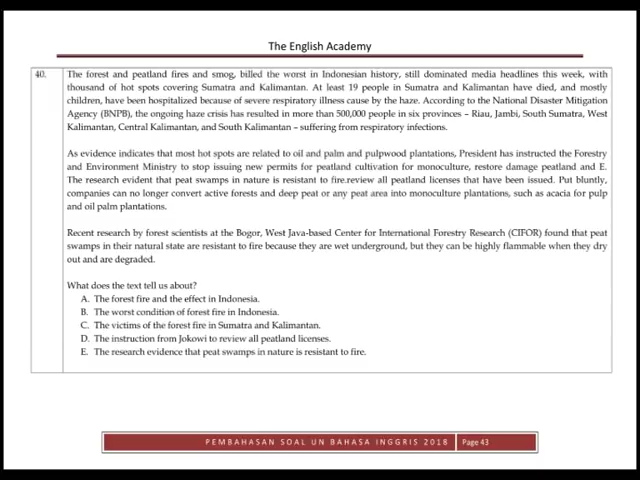 The English Academy
40.
The forest and peatland fires and smog, billed the worst in Indonesian history, still dominated media headlines this week, with
thousand of hot spots covering Sumatra and Kalimantan. At least 19 people in Sumatra and Kalimantan have died, and mostly
children, have been hospitalized because of severe respiratory illness cause by the haze. According to the National Disaster Mitigation
Agency (BNPB), the ongoing haze crisis has resulted in more than 500,000 people in six provinces – Riau, Jambi, South Sumatra, West
Kalimantan, Central Kalimantan, and South Kalimantan – suffering from respiratory infections.
As evidence indicates that most hot spots are related to oil and palm and pulpwood plantations, President has instructed the Forestry
and Environment Ministry to stop issuing new permits for peatland cultivation for monoculture, restore damage peatland and E.
The research evident that peat swamps in nature is resistant to fire.review all peatland licenses that have been issued. Put bluntly,
companies can no longer convert active forests and deep peat or any peat area into monoculture plantations, such as acacia for pulp
and oil palm plantations.
Recent research by forest scientists at the Bogor, West Java-based Center for International Forestry Research (CIFOR) found that peat
swamps in their natural state are resistant to fire because they are wet underground, but they can be highly flammable when they dry
out and are degraded.
What does the text tell us about?
A. The forest fire and the effect in Indonesia.
B. The worst condition of forest fire in Indonesia.
C. The victims of the forest fire in Sumatra and Kalimantan.
D. The instruction from Jokowi to review all peatland licenses.
E. The research evidence that peat swamps in nature is resistant to fire.
PEMBAHASAN SOAL UN BAHASA INGGRIS 2018 Page 43